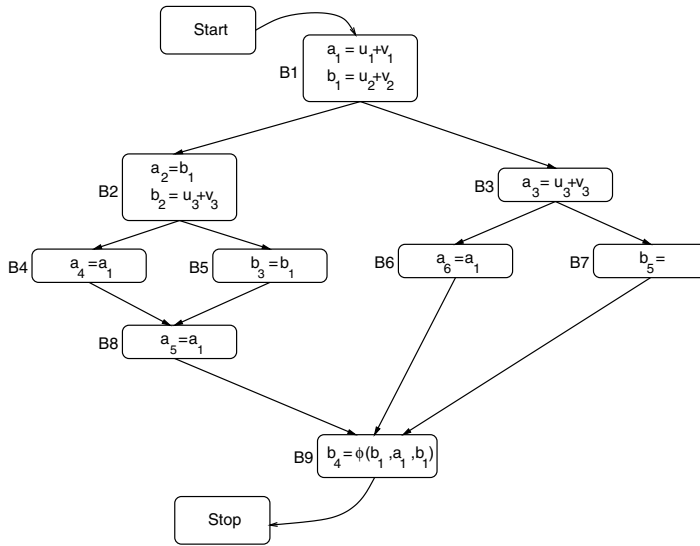 Start
B1
a₁ = u₁+v₁
b₁ = u₂+v₂
B2
a₂=b₁
b₂ = u₃+v₃
B3
a₃ = u₃+v₃
B4
a₄=a₁
B5
b₃=b₁
B6
a₆=a₁
B7
b₅=
B8
a₅=a₁
B9
b₄=ϕ(b₁ ,a₁ ,b₁)
Stop